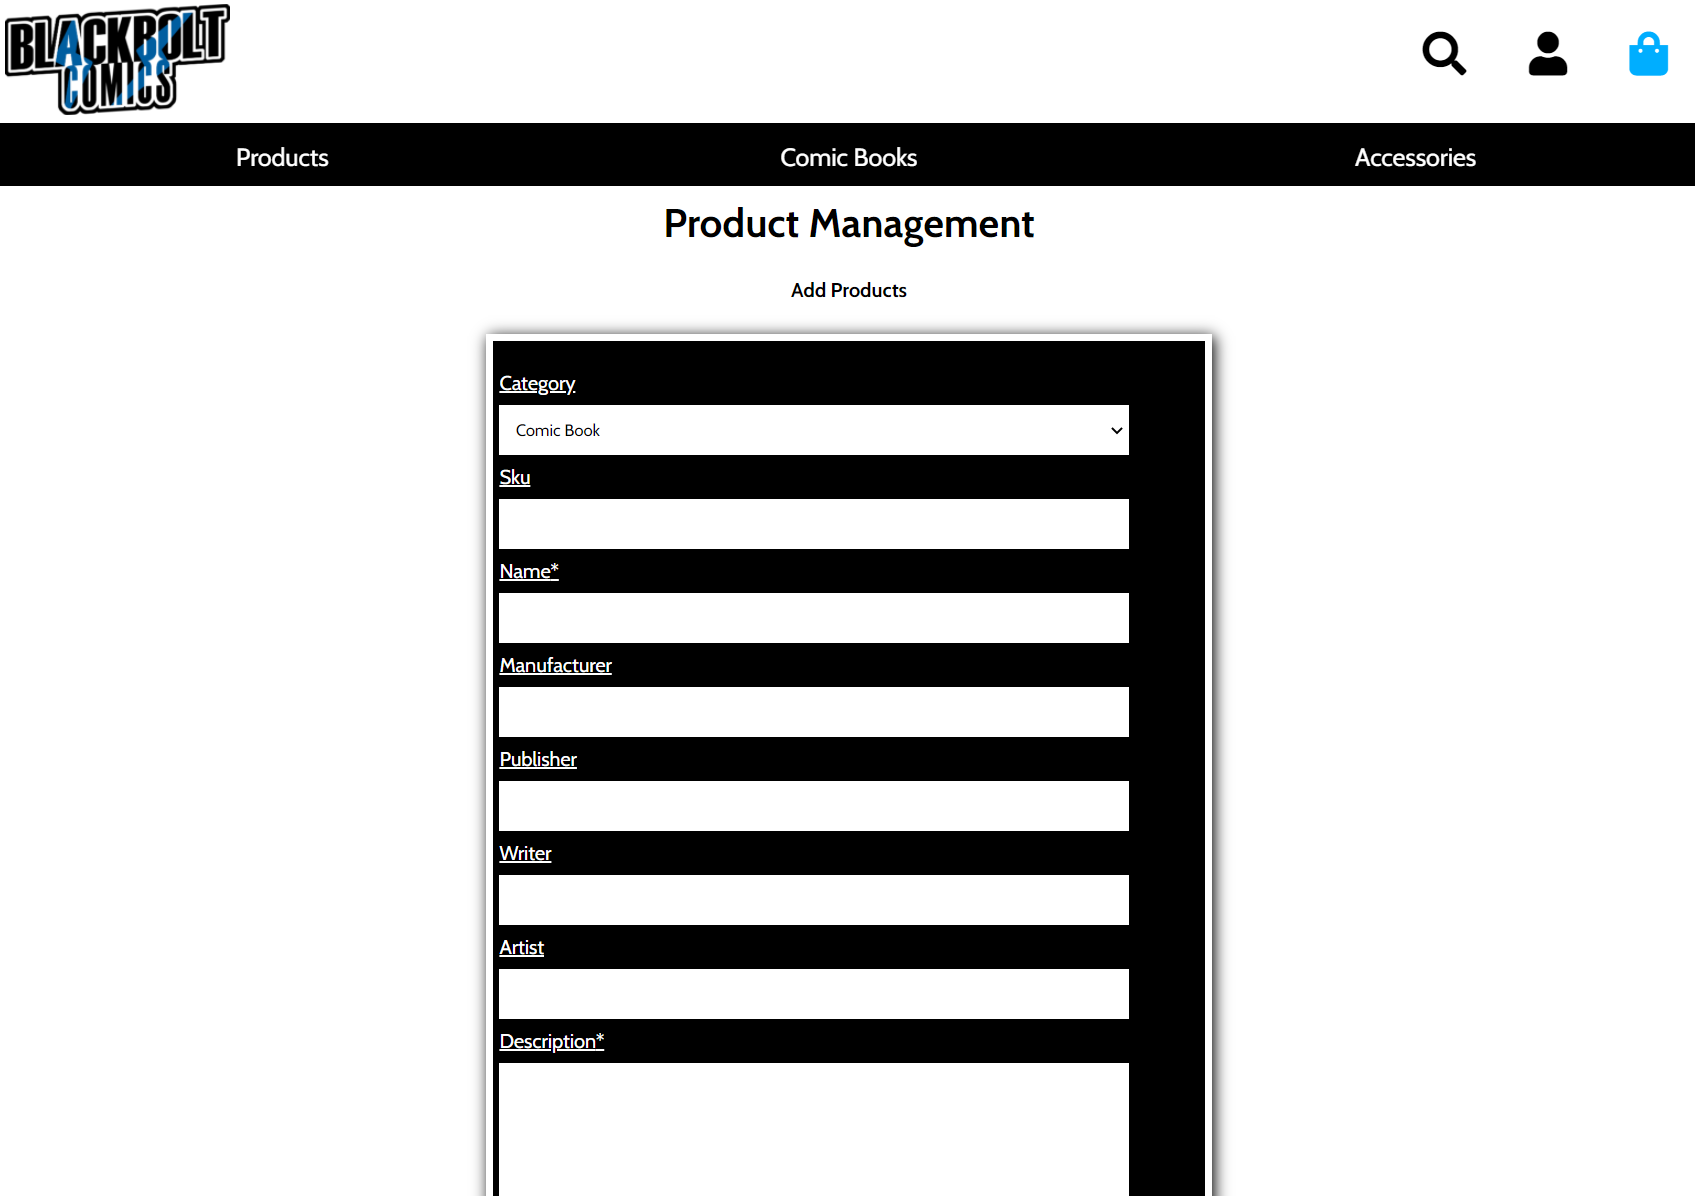 BLACKBOLT
COMICS
Products
Comic Books
Accessories
Product Management
Add Products
Category
Comic Book
Sku
Name*
Manufacturer
Publisher
Writer
Artist
Description*